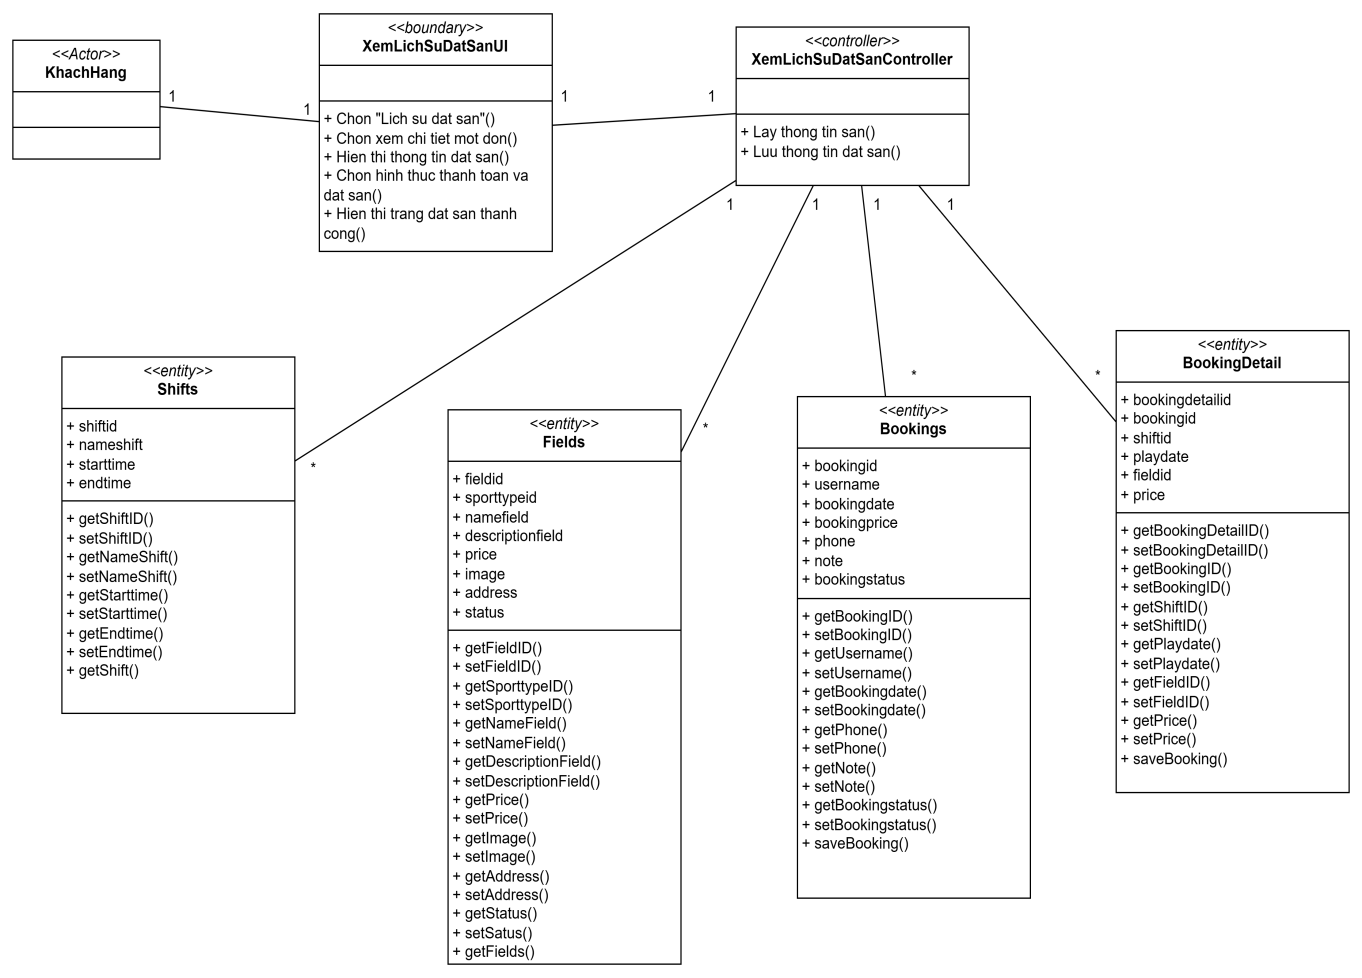 <<Actor>>
KhachHang
1
1
<<boundary>>
XemLichSuDatSanUI
+ Chon "Lich su dat san"()
+ Chon xem chi tiet mot don()
+ Hien thi thong tin dat san()
+ Chon hinh thuc thanh toan va
dat san()
+ Hien thi trang dat san thanh
cong()
1
1
<<controller>>
XemLichSuDatSanController
+ Lay thong tin san()
+ Luu thong tin dat san()
1
1
1
1
*
*
*
*
<<entity>>
Shifts
+ shiftid
+ nameshift
+ starttime
+ endtime
+ getShiftID()
+ setShiftID()
+ getNameShift()
+ setNameShift()
+ getStarttime()
+ setStarttime()
+ getEndtime()
+ setEndtime()
+ getShift()
<<entity>>
Fields
+ fieldid
+ sporttypeid
+ namefield
+ descriptionfield
+ price
+ image
+ address
+ status
+ getFieldID()
+ setFieldID()
+ getSporttypeID()
+ setSporttypeID()
+ getNameField()
+ setNameField()
+ getDescriptionField()
+ setDescriptionField()
+ getPrice()
+ setPrice()
+ getImage()
+ setImage()
+ getAddress()
+ setAddress()
+ getStatus()
+ setSatus()
+ getFields()
<<entity>>
Bookings
+ bookingid
+ username
+ bookingdate
+ bookingprice
+ phone
+ note
+ bookingstatus
+ getBookingID()
+ setBookingID()
+ getUsername()
+ setUsername()
+ getBookingdate()
+ setBookingdate()
+ getPhone()
+ setPhone()
+ getNote()
+ setNote()
+ getBookingstatus()
+ setBookingstatus()
+ saveBooking()
<<entity>>
BookingDetail
+ bookingdetailid
+ bookingid
+ shiftid
+ playdate
+ fieldid
+ price
+ getBookingDetailID()
+ setBookingDetailID()
+ getBookingID()
+ setBookingID()
+ getShiftID()
+ setShiftID()
+ getPlaydate()
+ setPlaydate()
+ getFieldID()
+ setFieldID()
+ getPrice()
+ setPrice()
+ saveBooking()